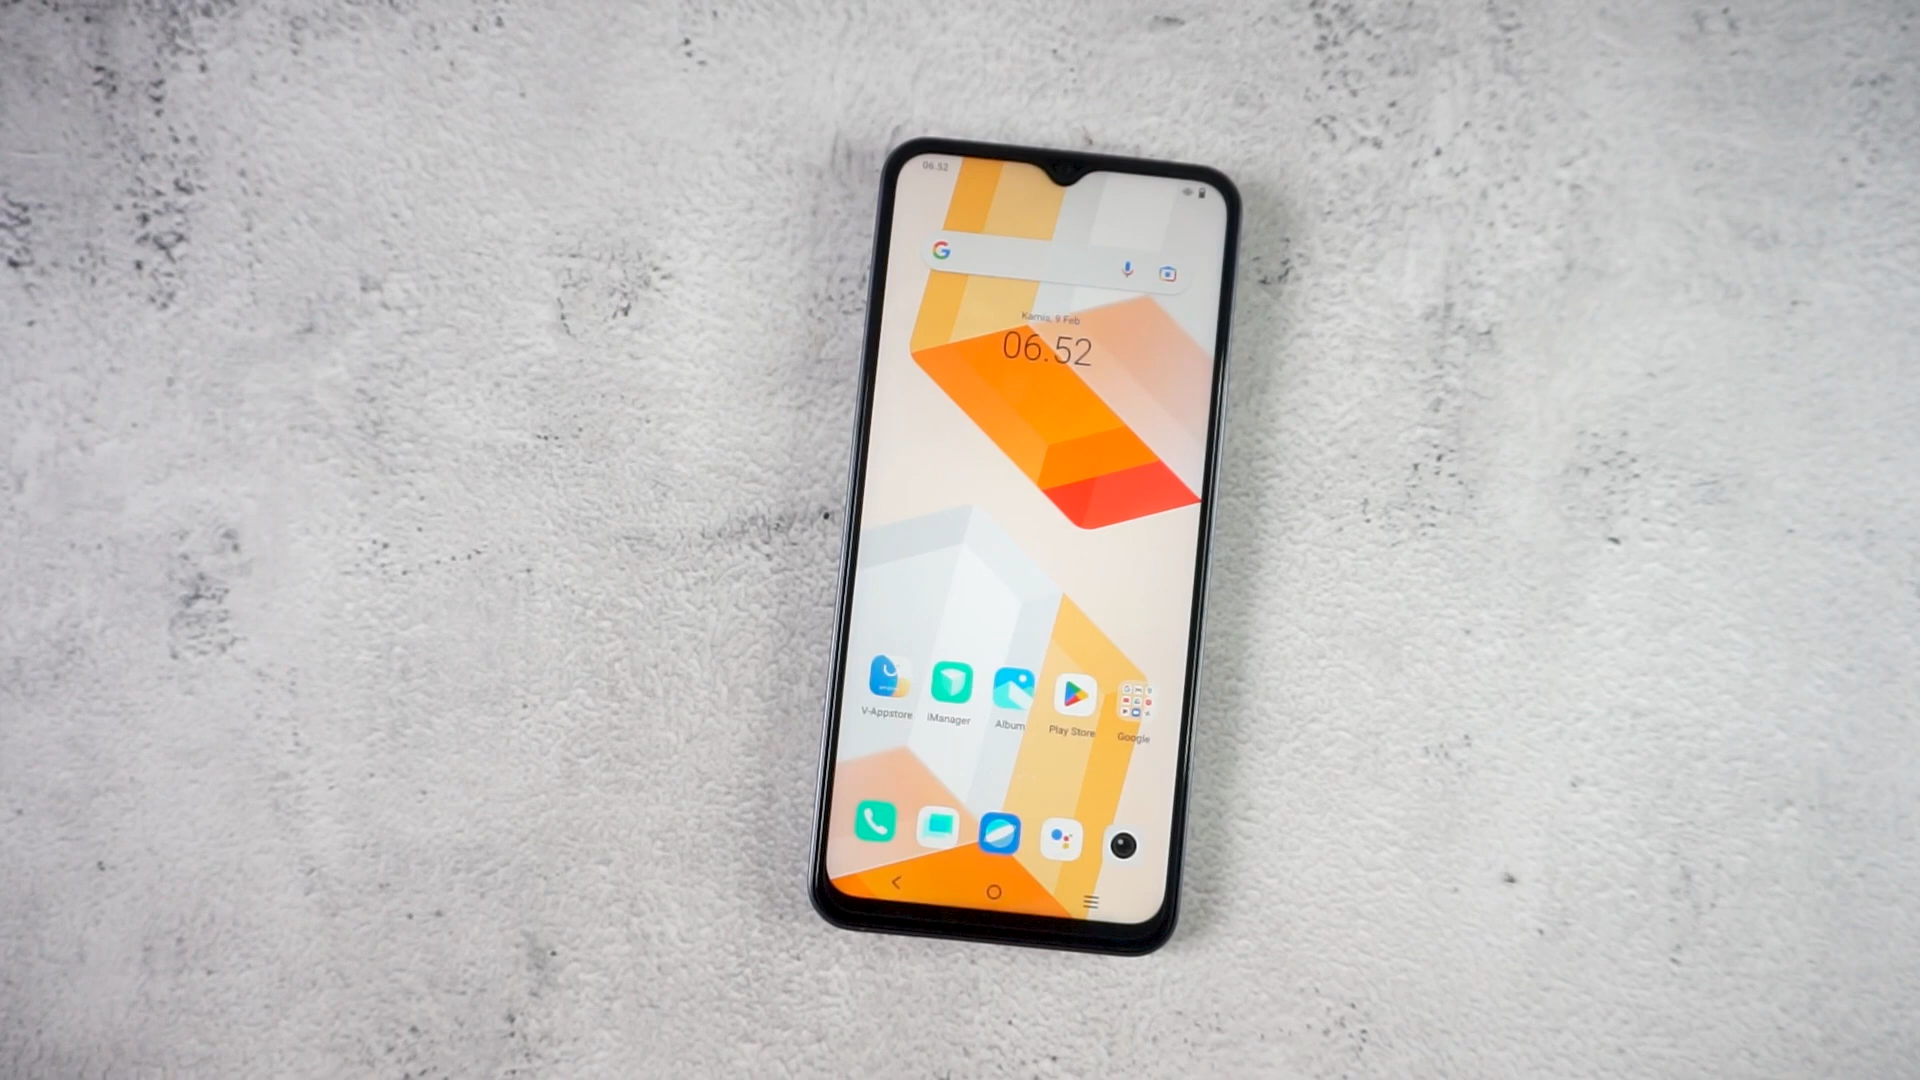 06.52
Kamis, 9 Feb
06.52
V-Appstore
iManager
Album
Play Store
Google